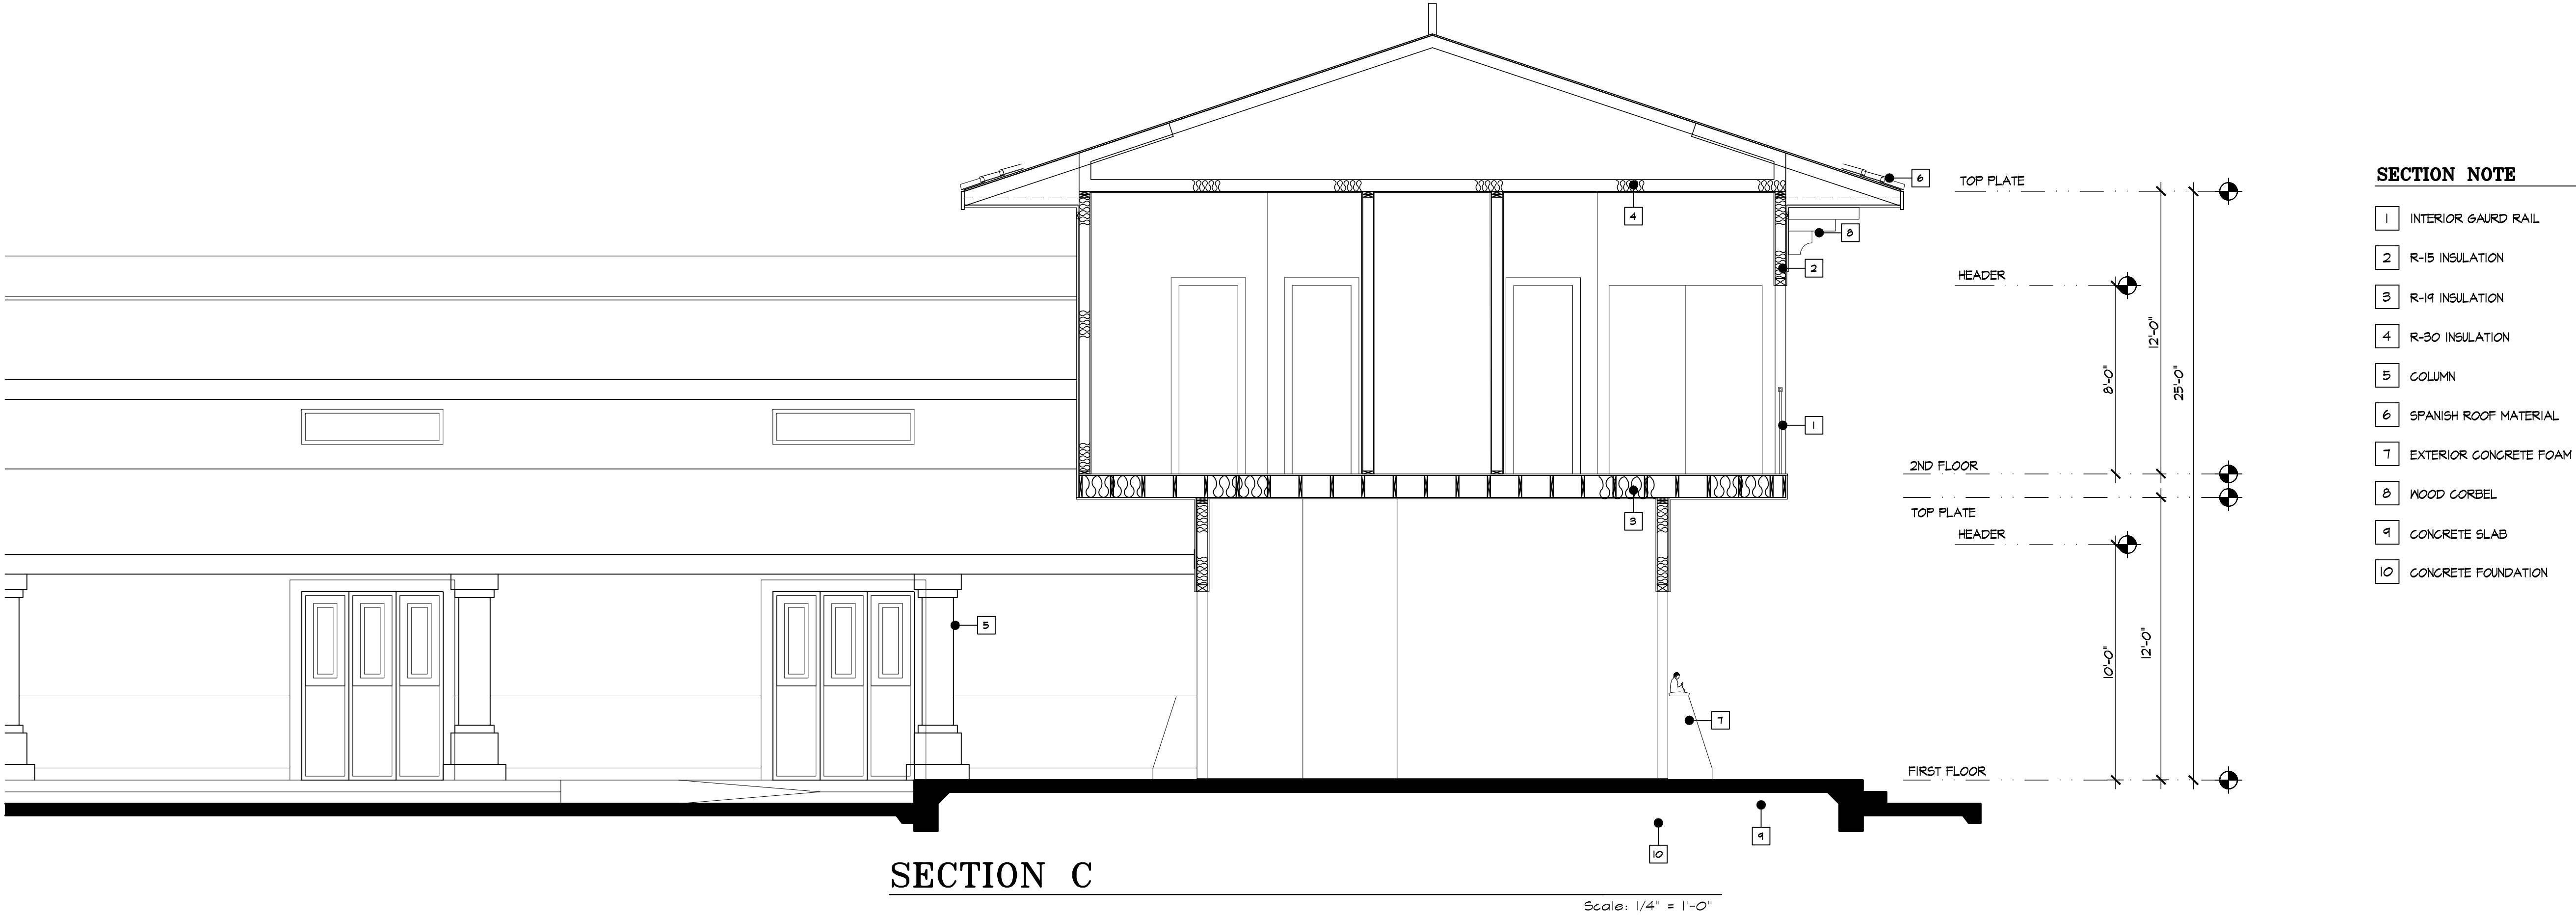 6
TOP PLATE
4
8
2
HEADER
12'-0"
8'-0"
25'-0"
1
2ND FLOOR
3
TOP PLATE
HEADER
5
10'-0"
12'-0"
7
FIRST FLOOR
9
10
SECTION C
Scale: 1/4" = 1'-0"
SECTION NOTE
1 INTERIOR GAURD RAIL
2 R-15 INSULATION
3 R-19 INSULATION
4 R-30 INSULATION
5 COLUMN
6 SPANISH ROOF MATERIAL
7 EXTERIOR CONCRETE FOAM
8 WOOD CORBEL
9 CONCRETE SLAB
10 CONCRETE FOUNDATION